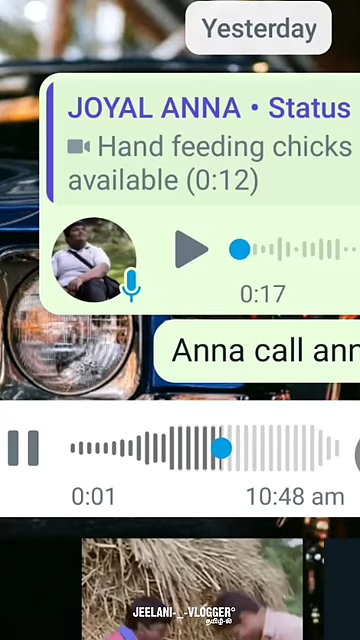 Yesterday
JOYAL ANNA • Status
Hand feeding chicks
available (0:12)
0:17
Anna call ann
0:01
10:48 am
JEELANI-_-VLOGGER°
தமிழ்-ல்